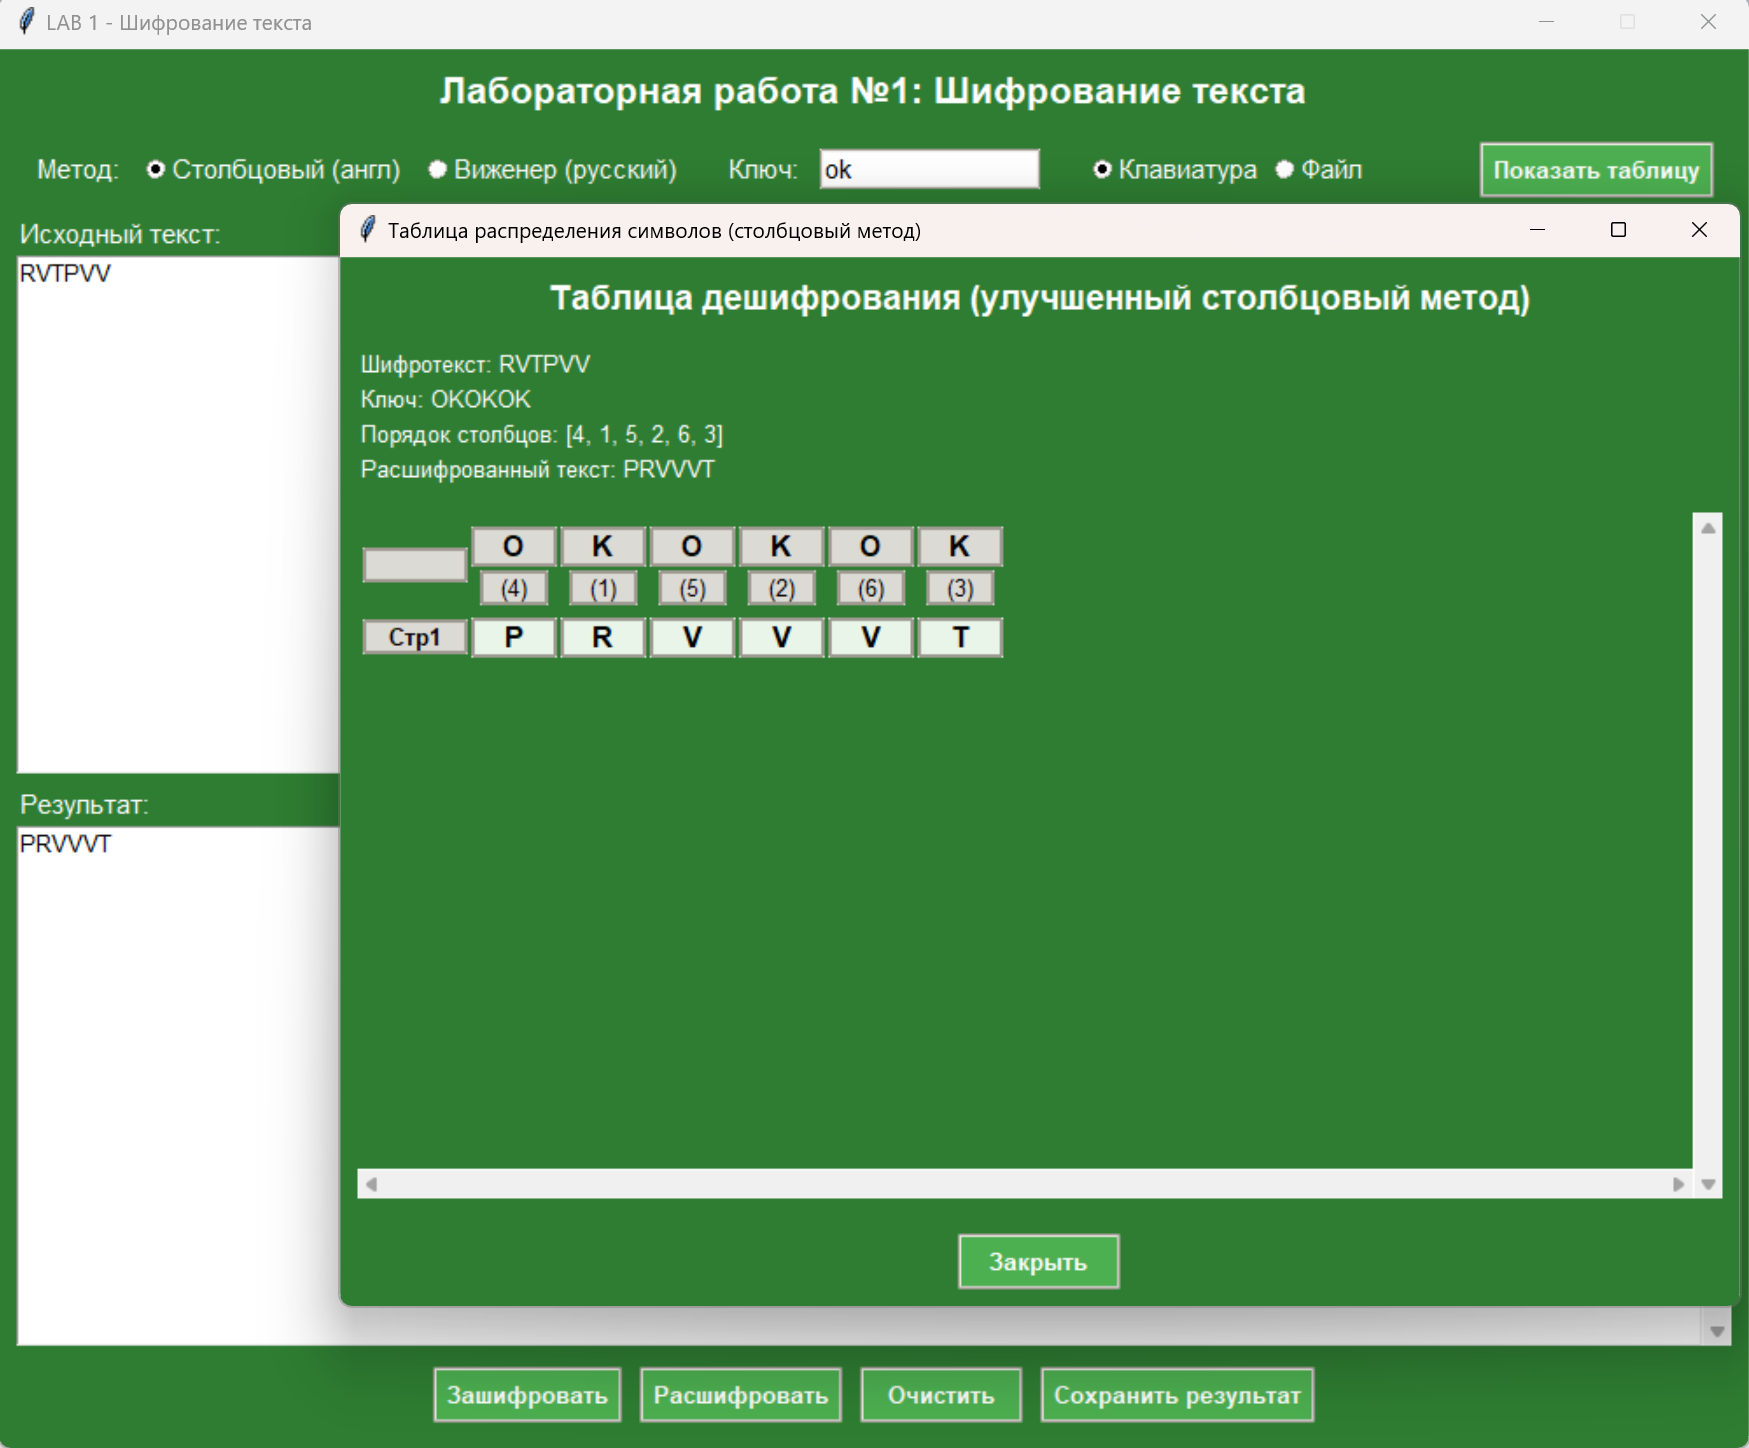 LAB 1 - Шифрование текста
Лабораторная работа №1: Шифрование текста
Метод: Столбцовый (англ) Виженер (русский) Ключ: ok Клавиатура Файл Показать таблицу
Исходный текст:
RVTPVV
Таблица распределения символов (столбцовый метод)
Таблица дешифрования (улучшенный столбцовый метод)
Шифротекст: RVTPVV
Ключ: OKOKOK
Порядок столбцов: [4, 1, 5, 2, 6, 3]
Расшифрованный текст: PRVVVT
O K O K O K
(4) (1) (5) (2) (6) (3)
Стр1 P R V V V T
Закрыть
Результат:
PRVVVT
Зашифровать Расшифровать Очистить Сохранить результат